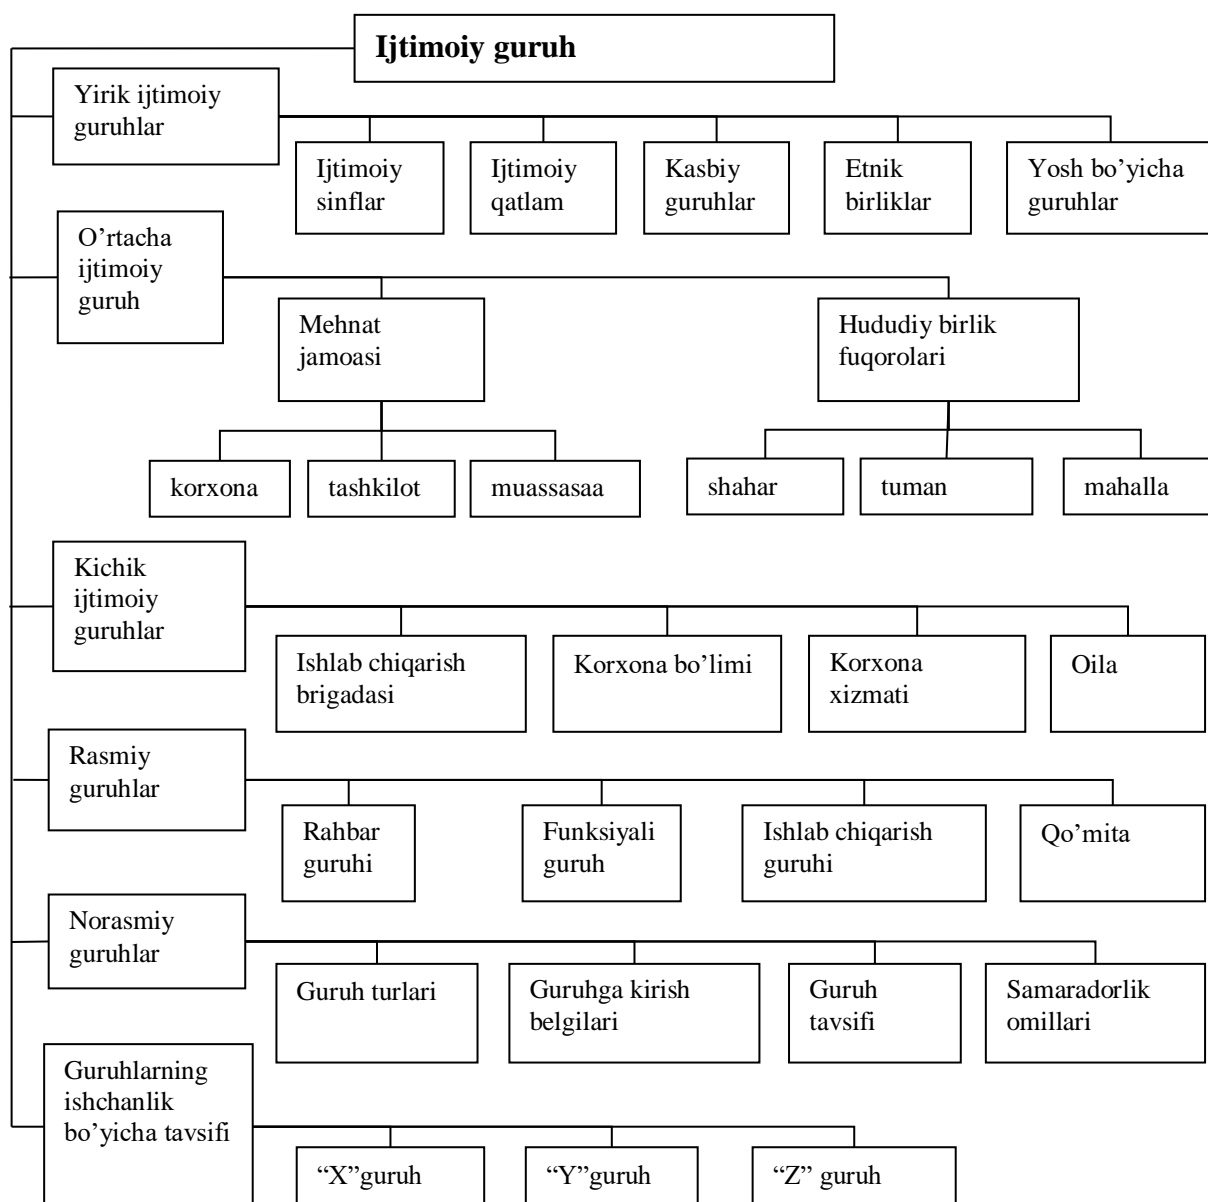 Ijtimoiy guruh
Yirik ijtimoiy
guruhlar
Ijtimoiy
sinflar
Ijtimoiy
qatlam
Kasbiy
guruhlar
Etnik
birliklar
Yosh bo’yicha
guruhlar
O’rtacha
ijtimoiy
guruh
Mehnat
jamoasi
Hududiy birlik
fuqorolari
korxona
tashkilot
muassasaa
shahar
tuman
mahalla
Kichik
ijtimoiy
guruhlar
Ishlab chiqarish
brigadasi
Korxona bo’limi
Korxona
xizmati
Oila
Rasmiy
guruhlar
Rahbar
guruhi
Funksiyali
guruh
Ishlab chiqarish
guruhi
Qo’mita
Norasmiy
guruhlar
Guruh turlari
Guruhga kirish
belgilari
Guruh
tavsifi
Samaradorlik
omillari
Guruhlarning
ishchanlik
bo’yicha tavsifi
“X”guruh
“Y”guruh
“Z” guruh